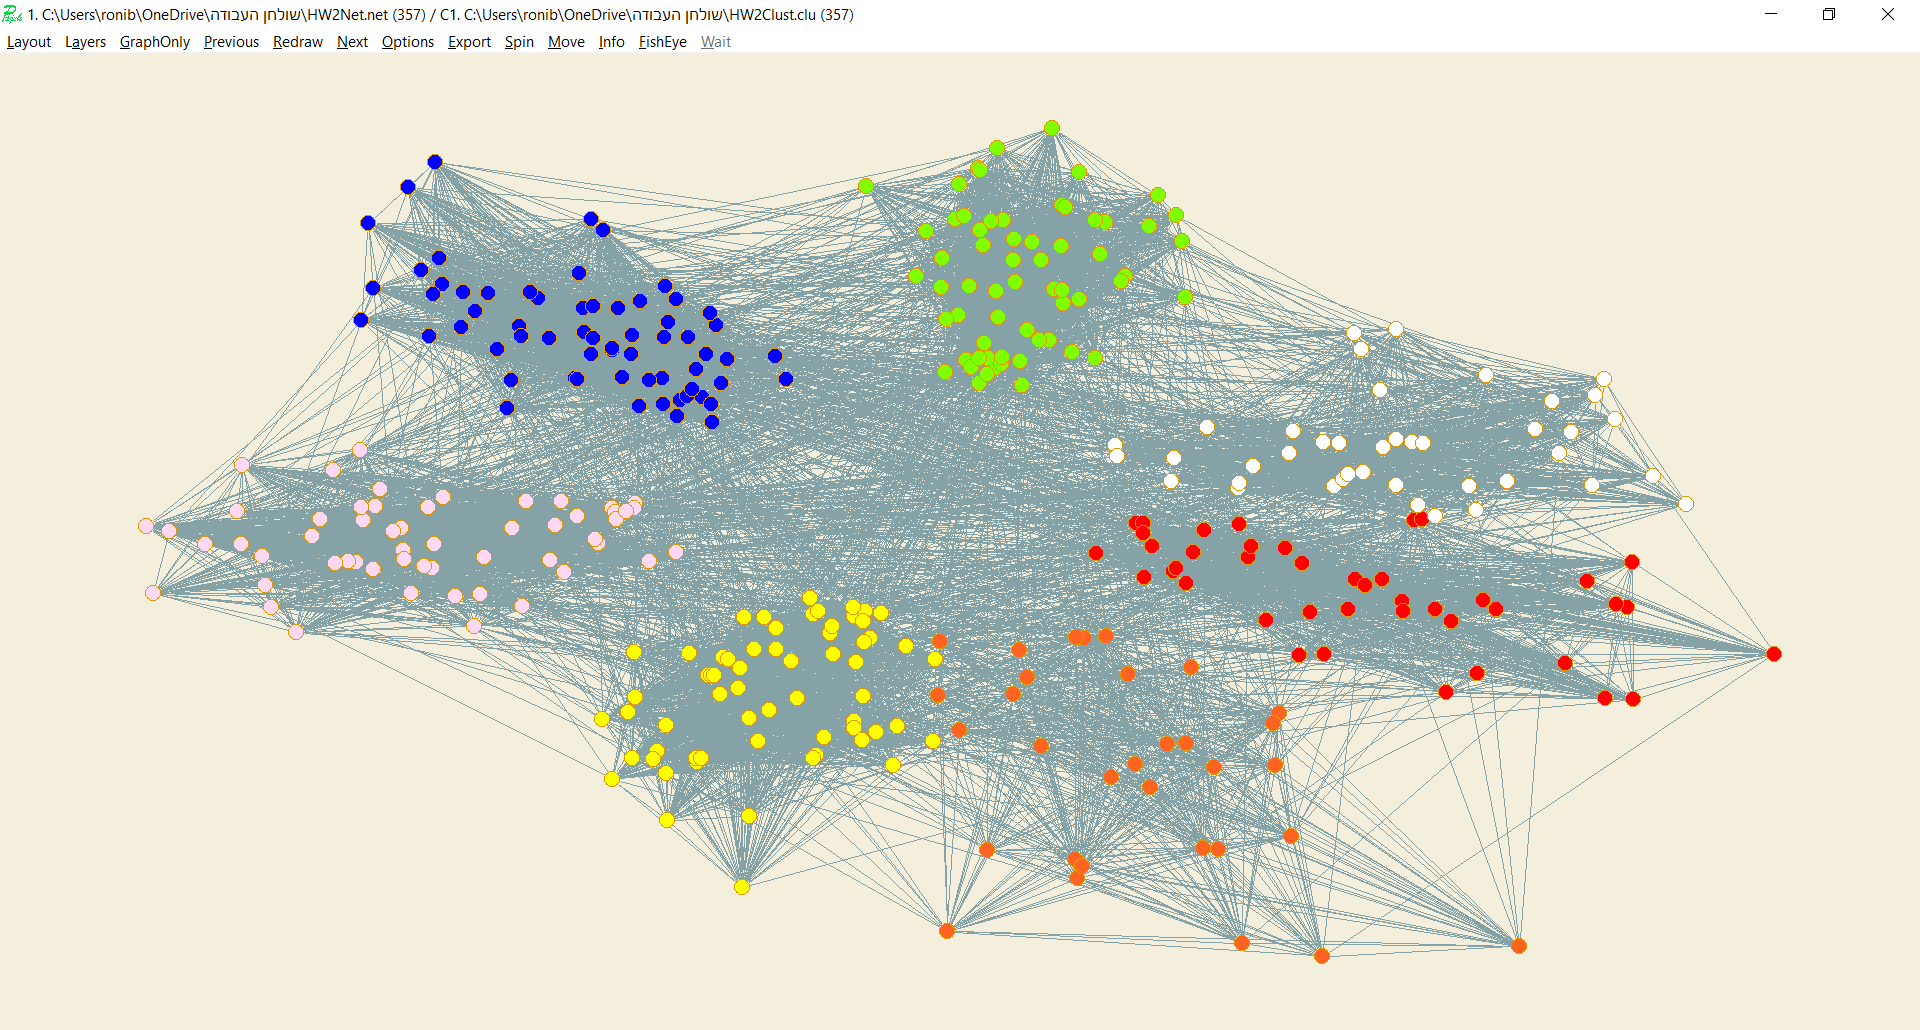 1. C:\Users\ronib\OneDrive\שולחן העבודה\HW2Net.net (357) / C1. C:\Users\ronib\OneDrive\שולחן העבודה\HW2Clust.clu (357)
Layout Layers GraphOnly Previous Redraw Next Options Export Spin Move Info FishEye Wait